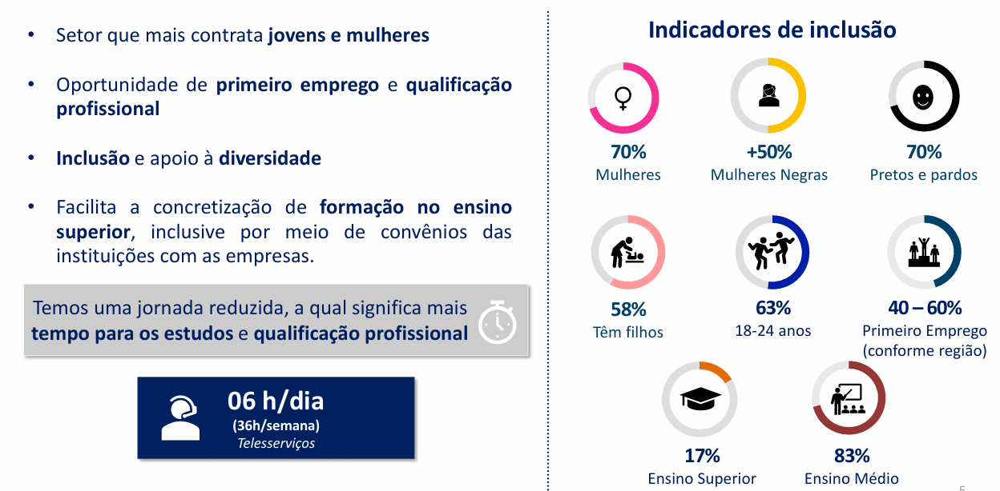 • Setor que mais contrata jovens e mulheres
• Oportunidade de primeiro emprego e qualificação
profissional
• Inclusão e apoio à diversidade
• Facilita a concretização de formação no ensino
superior, inclusive por meio de convênios das
instituições com as empresas.
Temos uma jornada reduzida, a qual significa mais
tempo para os estudos e qualificação profissional
06 h/dia
(36h/semana)
Telesserviços
Indicadores de inclusão
70%
Mulheres
+50%
Mulheres Negras
70%
Pretos e pardos
58%
Têm filhos
63%
18-24 anos
40 – 60%
Primeiro Emprego
(conforme região)
17%
Ensino Superior
83%
Ensino Médio